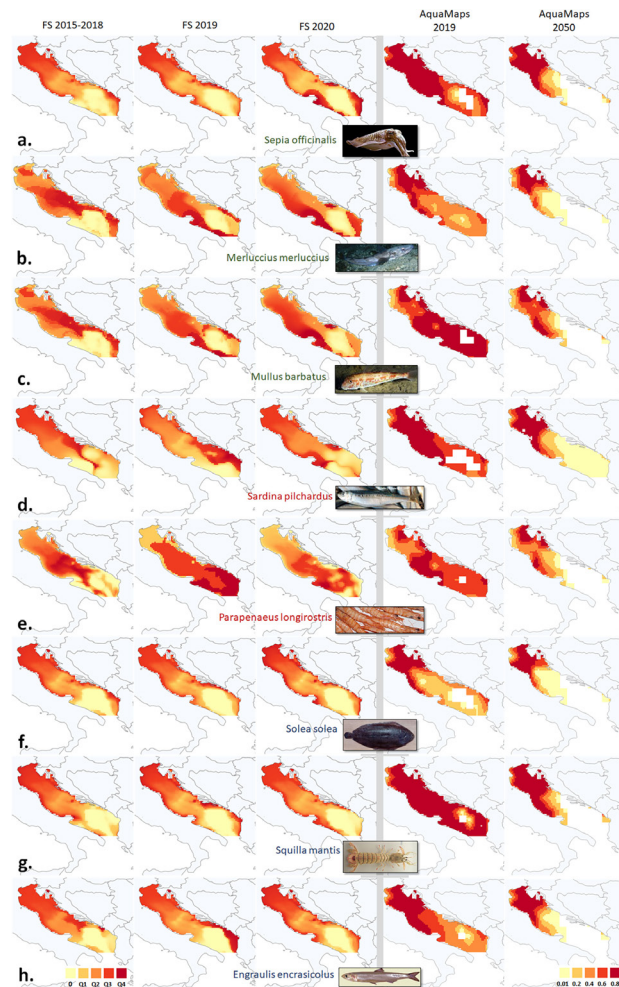 FS 2015-2018 FS 2019 FS 2020 AquaMaps 2019 AquaMaps 2050
a. Sepia officinalis
b. Merluccius merluccius
c. Mullus barbatus
d. Sardina pilchardus
e. Parapenaeus longirostris
f. Solea solea
g. Squilla mantis
h. Engraulis encrasicolus
0 Q1 Q2 Q3 Q4
0.01 0.2 0.4 0.6 0.8